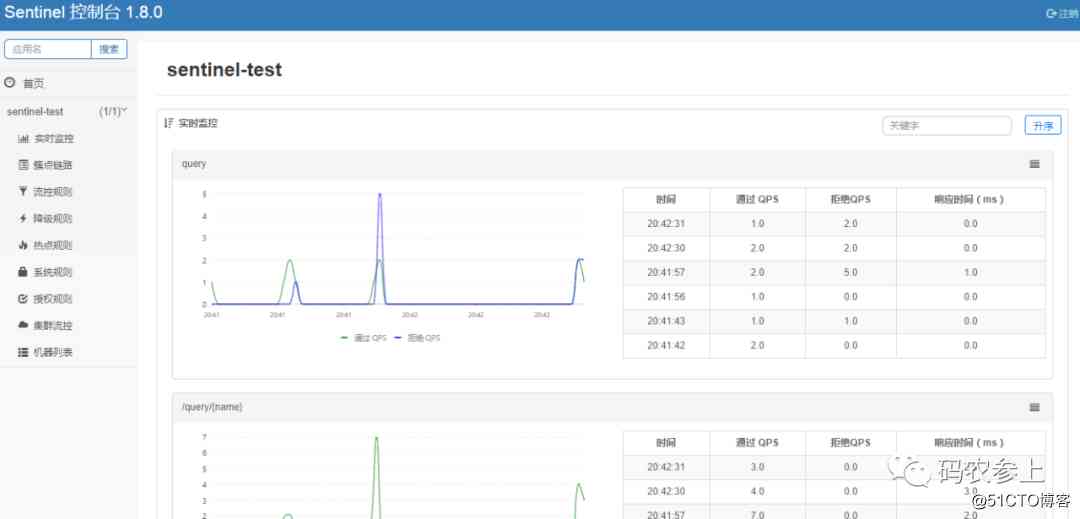 Sentinel 控制台 1.8.0
注销
应用名 搜索
首页
sentinel-test (1/1)
实时监控
簇点链路
流控规则
降级规则
热点规则
系统规则
授权规则
集群流控
机器列表
sentinel-test
实时监控
关键字 升序
query
5
4
3
2
1
0
20:41 20:41 20:41 20:42 20:42 20:42
通过 QPS 拒绝 QPS
时间 通过 QPS 拒绝QPS 响应时间（ms）
20:42:31 1.0 2.0 0.0
20:42:30 2.0 2.0 0.0
20:41:57 2.0 5.0 1.0
20:41:56 1.0 0.0 0.0
20:41:43 1.0 1.0 0.0
20:41:42 2.0 0.0 0.0
/query/{name}
7
6
5
4
3
2
时间 通过 QPS 拒绝QPS 响应时间（ms）
20:42:31 3.0 0.0
20:42:30 4.0 0.0 3.0
20:41:57 7.0 0.0 2.0
码农参上
@51CTO博客